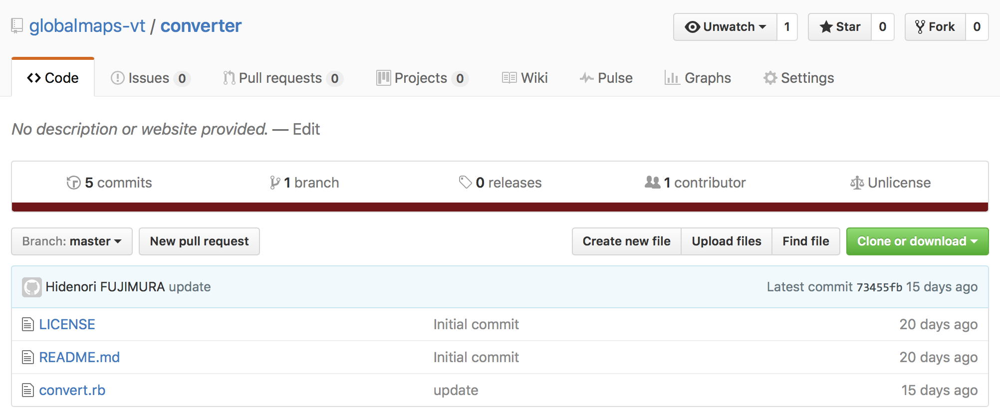 globalmaps-vt / converter
Unwatch 1 Star 0 Fork 0
Code Issues 0 Pull requests 0 Projects 0 Wiki Pulse Graphs Settings
No description or website provided. — Edit
5 commits 1 branch 0 releases 1 contributor Unlicense
Branch: master New pull request Create new file Upload files Find file Clone or download
Hidenori FUJIMURA update Latest commit 73455fb 15 days ago
LICENSE Initial commit 20 days ago
README.md Initial commit 20 days ago
convert.rb update 15 days ago